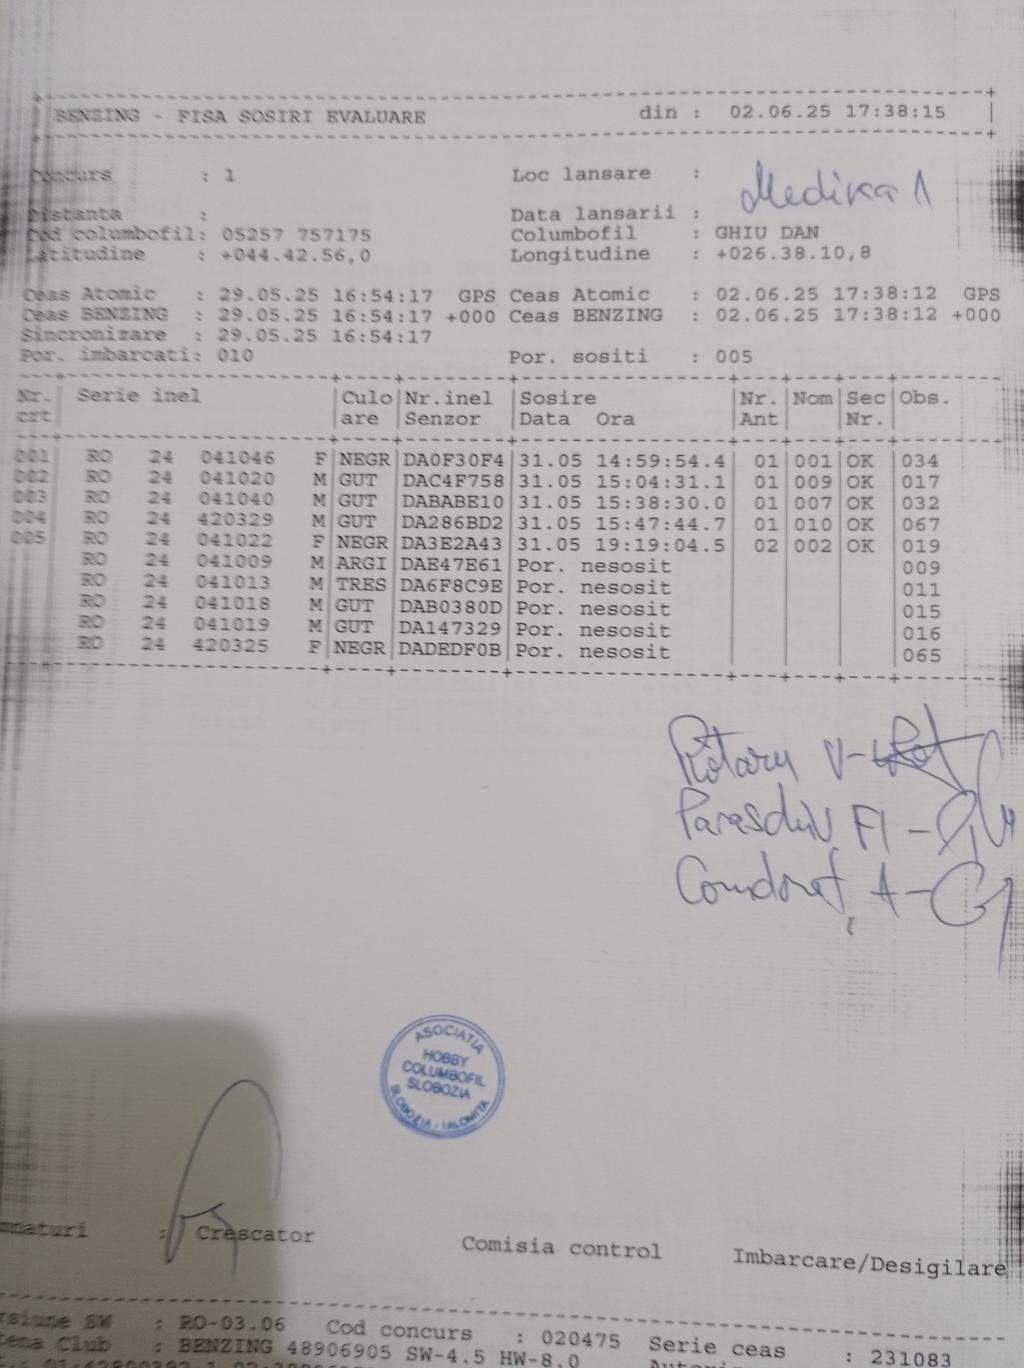 BENZING - FISA SOSIRI EVALUARE din : 02.06.25 17:38:15
Concurs : 1 Loc lansare : Medika 1
Distanta : Data lansarii :
Cod columbofil: 05257 757175 Columbofil : GHIU DAN
Latitudine : +044.42.56,0 Longitudine : +026.38.10,8
Ceas Atomic : 29.05.25 16:54:17 GPS Ceas Atomic : 02.06.25 17:38:12 GPS
Ceas BENZING : 29.05.25 16:54:17 +000 Ceas BENZING : 02.06.25 17:38:12 +000
Sincronizare : 29.05.25 16:54:17
Por. imbarcati: 010 Por. sositi : 005
Nr. Serie inel Culo Nr.inel Sosire Nr. Nom Sec Obs.
crt are Senzor Data Ora Ant Nr.
001 RO 24 041046 F NEGR DA0F30F4 31.05 14:59:54.4 01 001 OK 034
002 RO 24 041020 M GUT DAC4F758 31.05 15:04:31.1 01 009 OK 017
003 RO 24 041040 M GUT DABABE10 31.05 15:38:30.0 01 007 OK 032
004 RO 24 420329 M GUT DA286BD2 31.05 15:47:44.7 01 010 OK 067
005 RO 24 041022 F NEGR DA3E2A43 31.05 19:19:04.5 02 002 OK 019
RO 24 041009 M ARGI DAE47E61 Por. nesosit 009
RO 24 041013 M TRES DA6F8C9E Por. nesosit 011
RO 24 041018 M GUT DAB0380D Por. nesosit 015
RO 24 041019 M GUT DA147329 Por. nesosit 016
RO 24 420325 F NEGR DADEDF0B Por. nesosit 065
Rotaru V-
Fl -
A-
ASOCIATIA
HOBBY
COLUMBOFIL
SLOBOZIA
SLOBOZIA - IALOMITA
: Crescator Comisia control Imbarcare/Desigilare
SW : RO-03.06 Cod concurs : 020475 Serie ceas : 231083
Club : BENZING 48906905 SW-4.5 HW-8.0